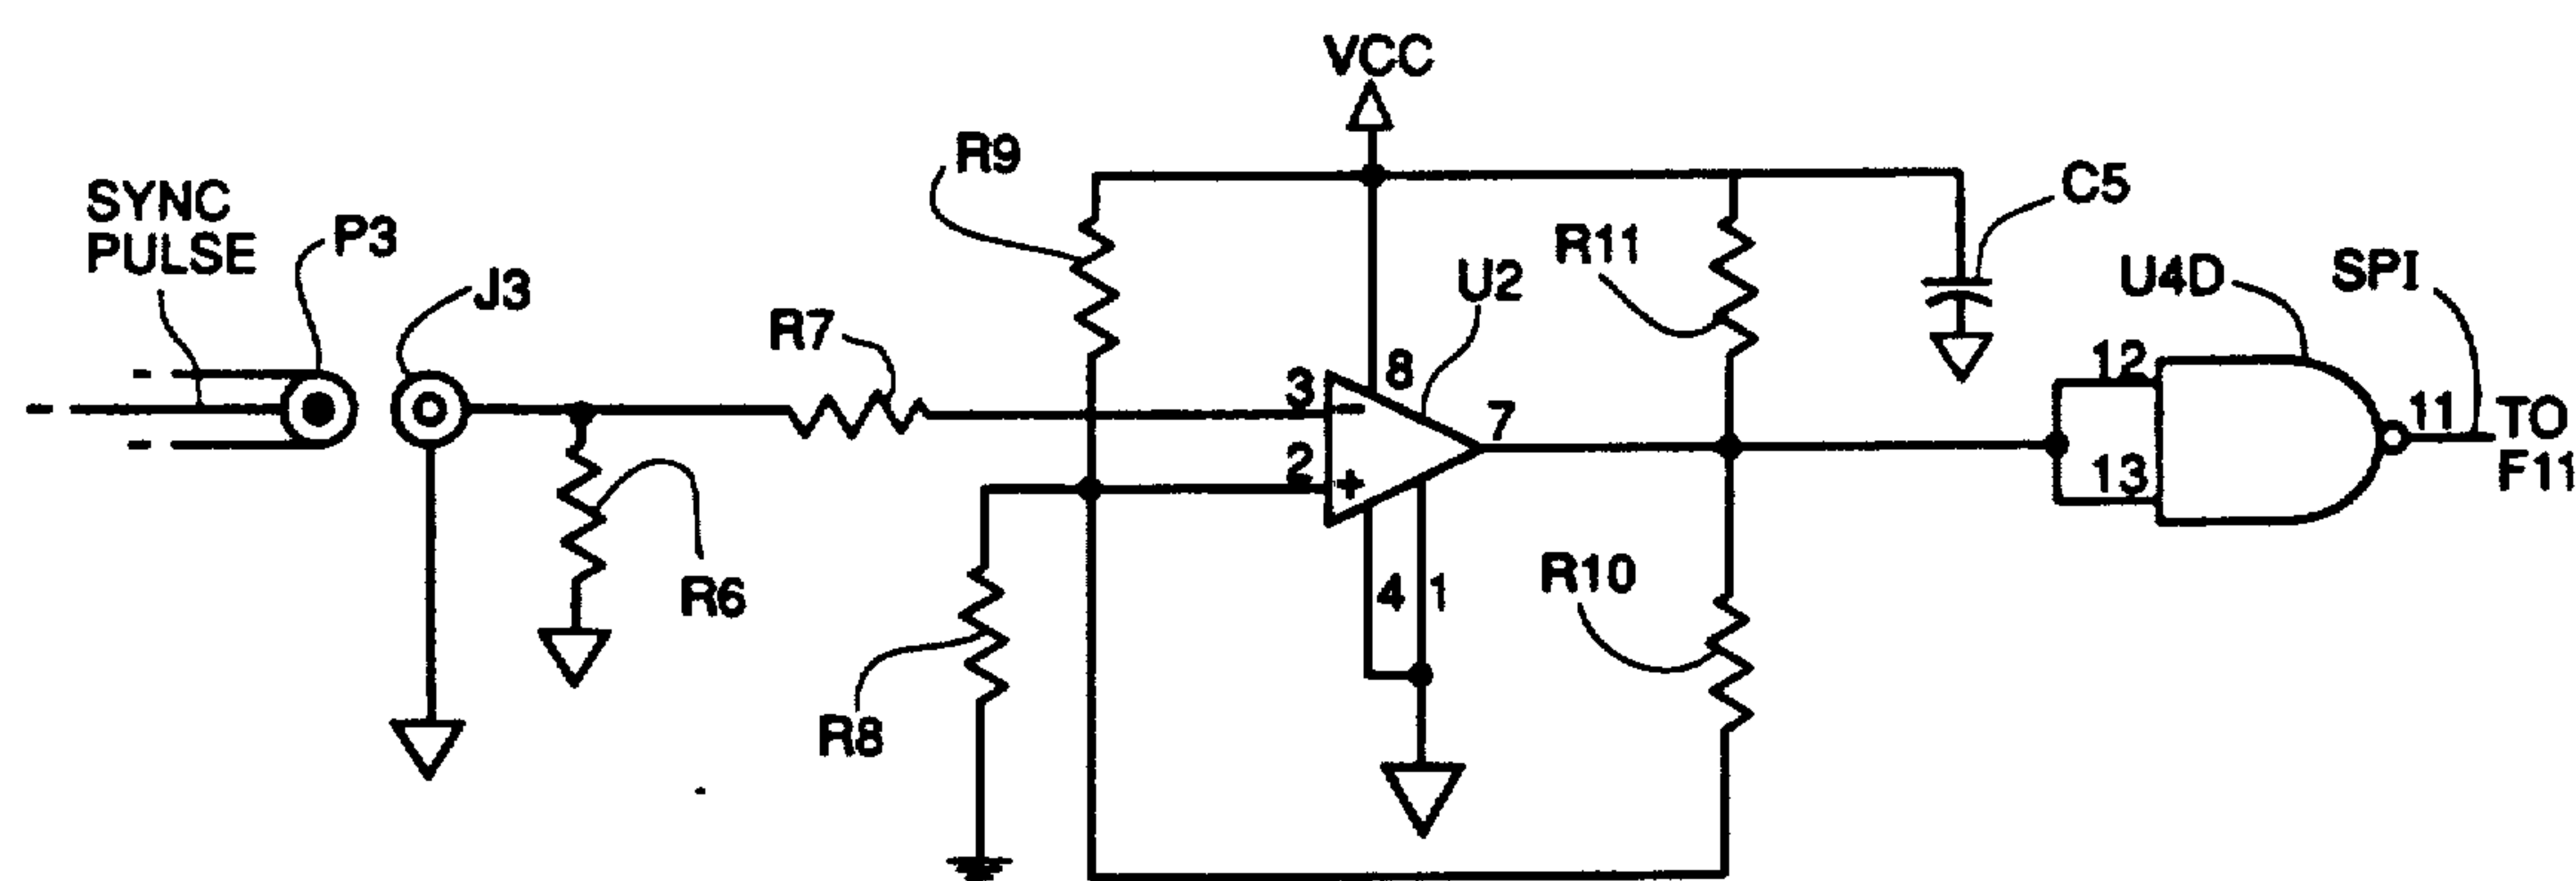 VCC
R9
SYNC
PULSE
P3
J3
R7
R11
U2
C5
U4D
SPI
3
-
8
7
2
+
12
13
11
TO
F11
R6
R8
4
1
R10